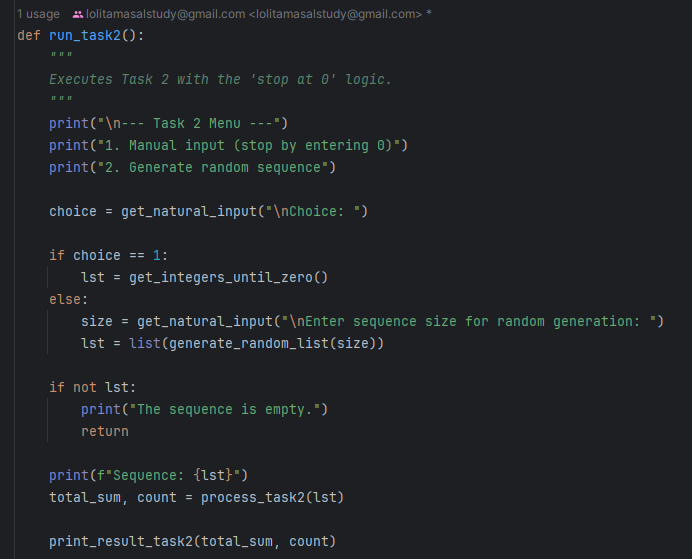 1 usage lolitamasalstudy@gmail.com <lolitamasalstudy@gmail.com> *
def run_task2():
    """
    Executes Task 2 with the 'stop at 0' logic.
    """
    print("\n--- Task 2 Menu ---")
    print("1. Manual input (stop by entering 0)")
    print("2. Generate random sequence")

    choice = get_natural_input("\nChoice: ")

    if choice == 1:
        lst = get_integers_until_zero()
    else:
        size = get_natural_input("\nEnter sequence size for random generation: ")
        lst = list(generate_random_list(size))

    if not lst:
        print("The sequence is empty.")
        return

    print(f"Sequence: {lst}")
    total_sum, count = process_task2(lst)

    print_result_task2(total_sum, count)